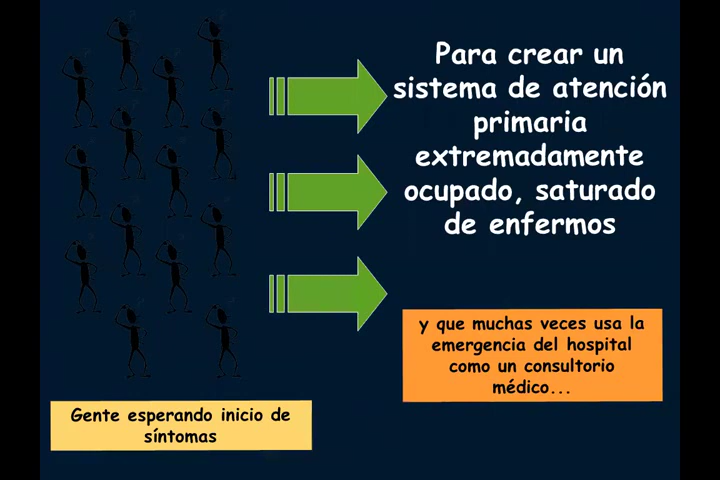 Para crear un
sistema de atención
primaria
extremadamente
ocupado, saturado
de enfermos
y que muchas veces usa la
emergencia del hospital
como un consultorio
médico...
Gente esperando inicio de
síntomas